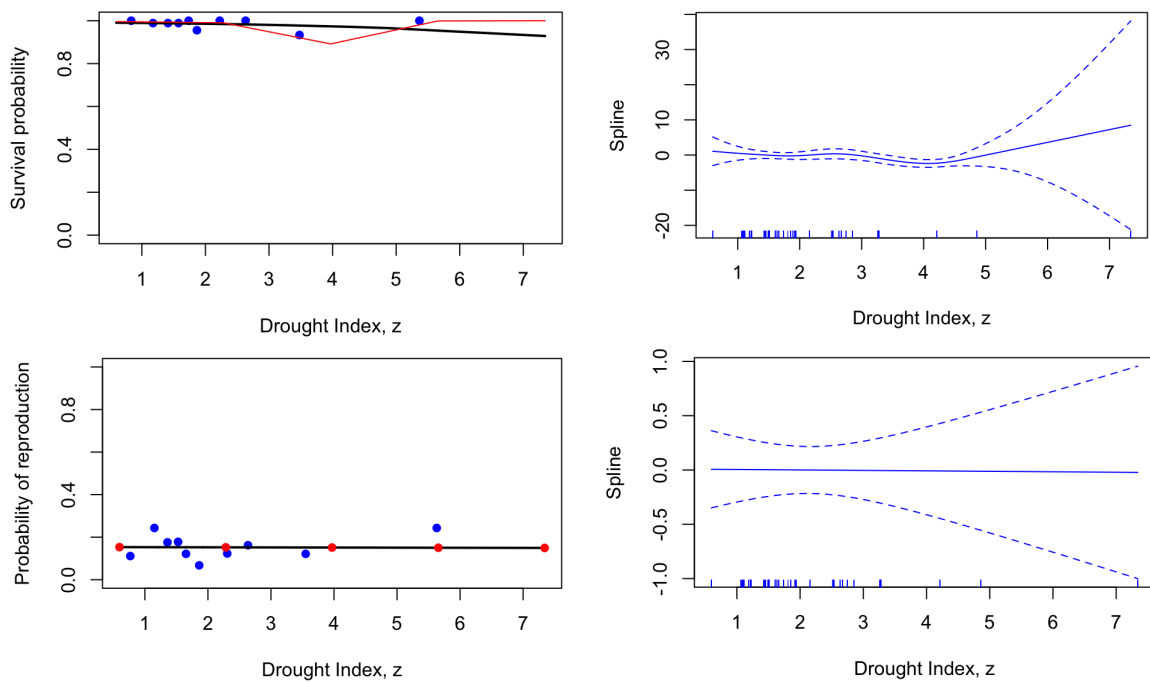 Survival probability
0.0 0.4 0.8
1 2 3 4 5 6 7
Drought Index, z
Spline
-20 0 10 30
1 2 3 4 5 6 7
Drought Index, z
Probability of reproduction
0.0 0.4 0.8
1 2 3 4 5 6 7
Drought Index, z
Spline
-1.0 -0.5 0.0 0.5 1.0
1 2 3 4 5 6 7
Drought Index, z